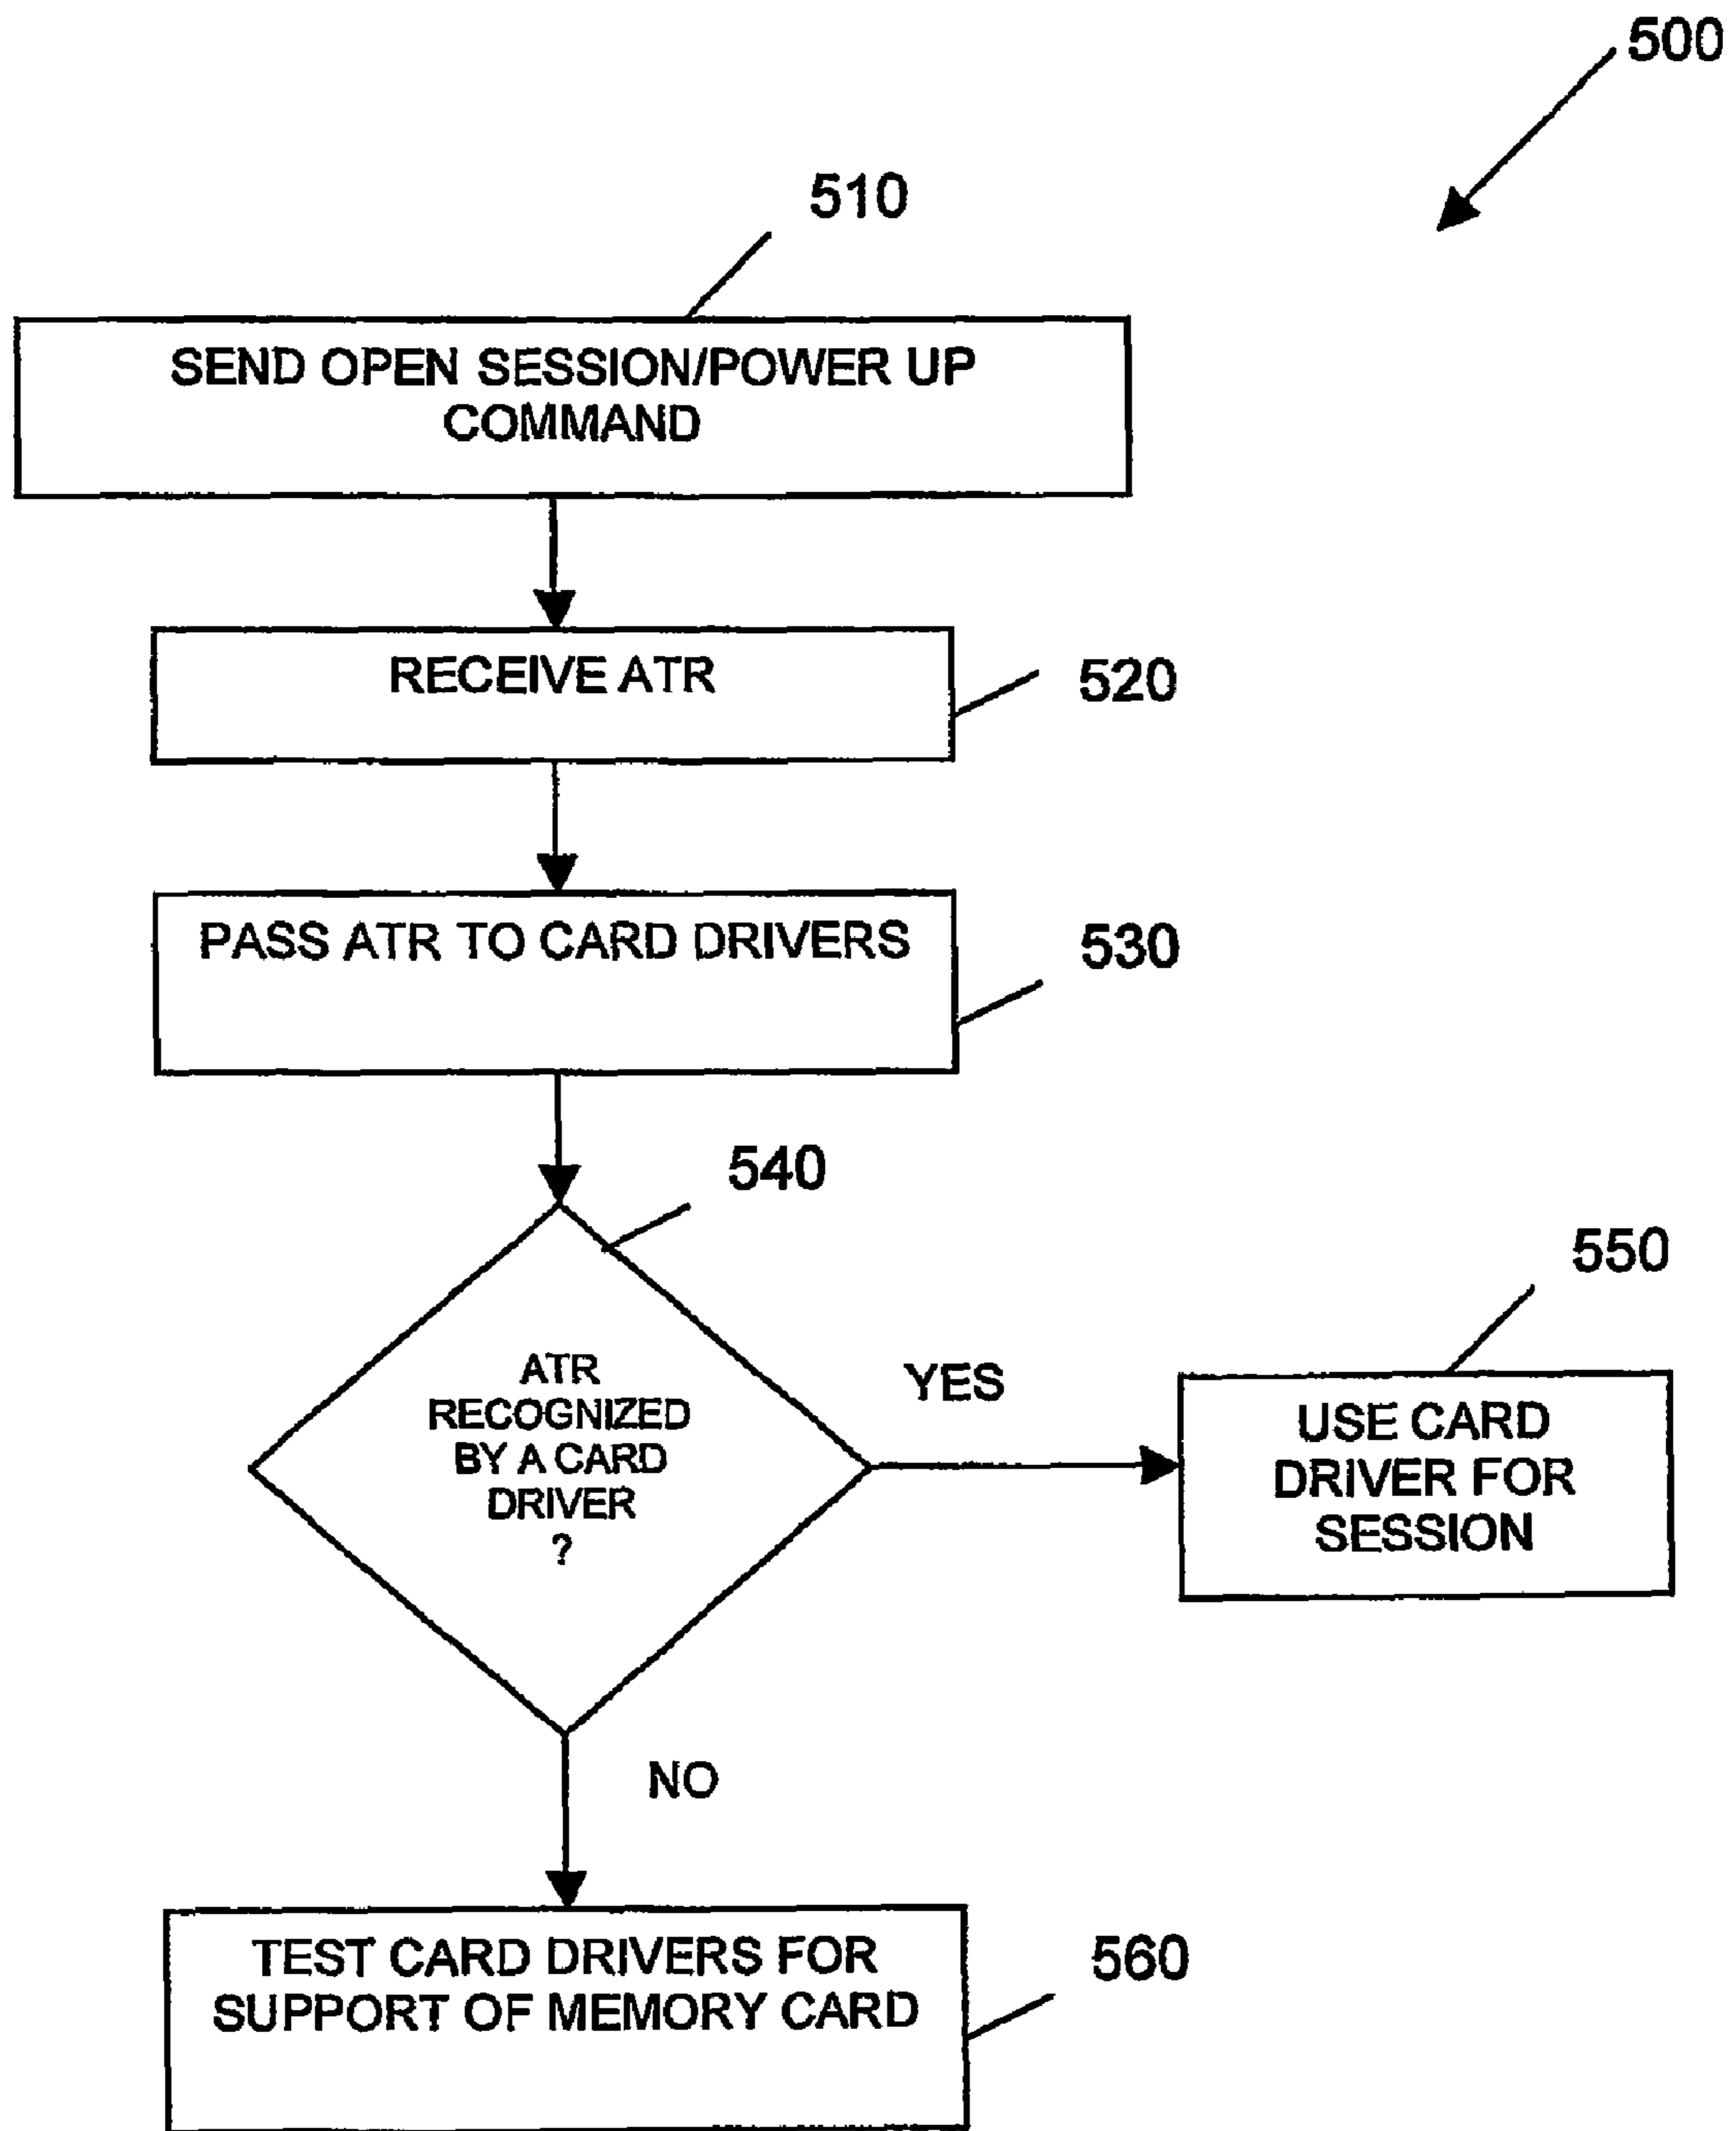 500
510
SEND OPEN SESSION/POWER UP
COMMAND
RECEIVE ATR
520
PASS ATR TO CARD DRIVERS
530
540
ATR
RECOGNIZED
BY A CARD
DRIVER
?
YES
550
USE CARD
DRIVER FOR
SESSION
NO
TEST CARD DRIVERS FOR
SUPPORT OF MEMORY CARD
560